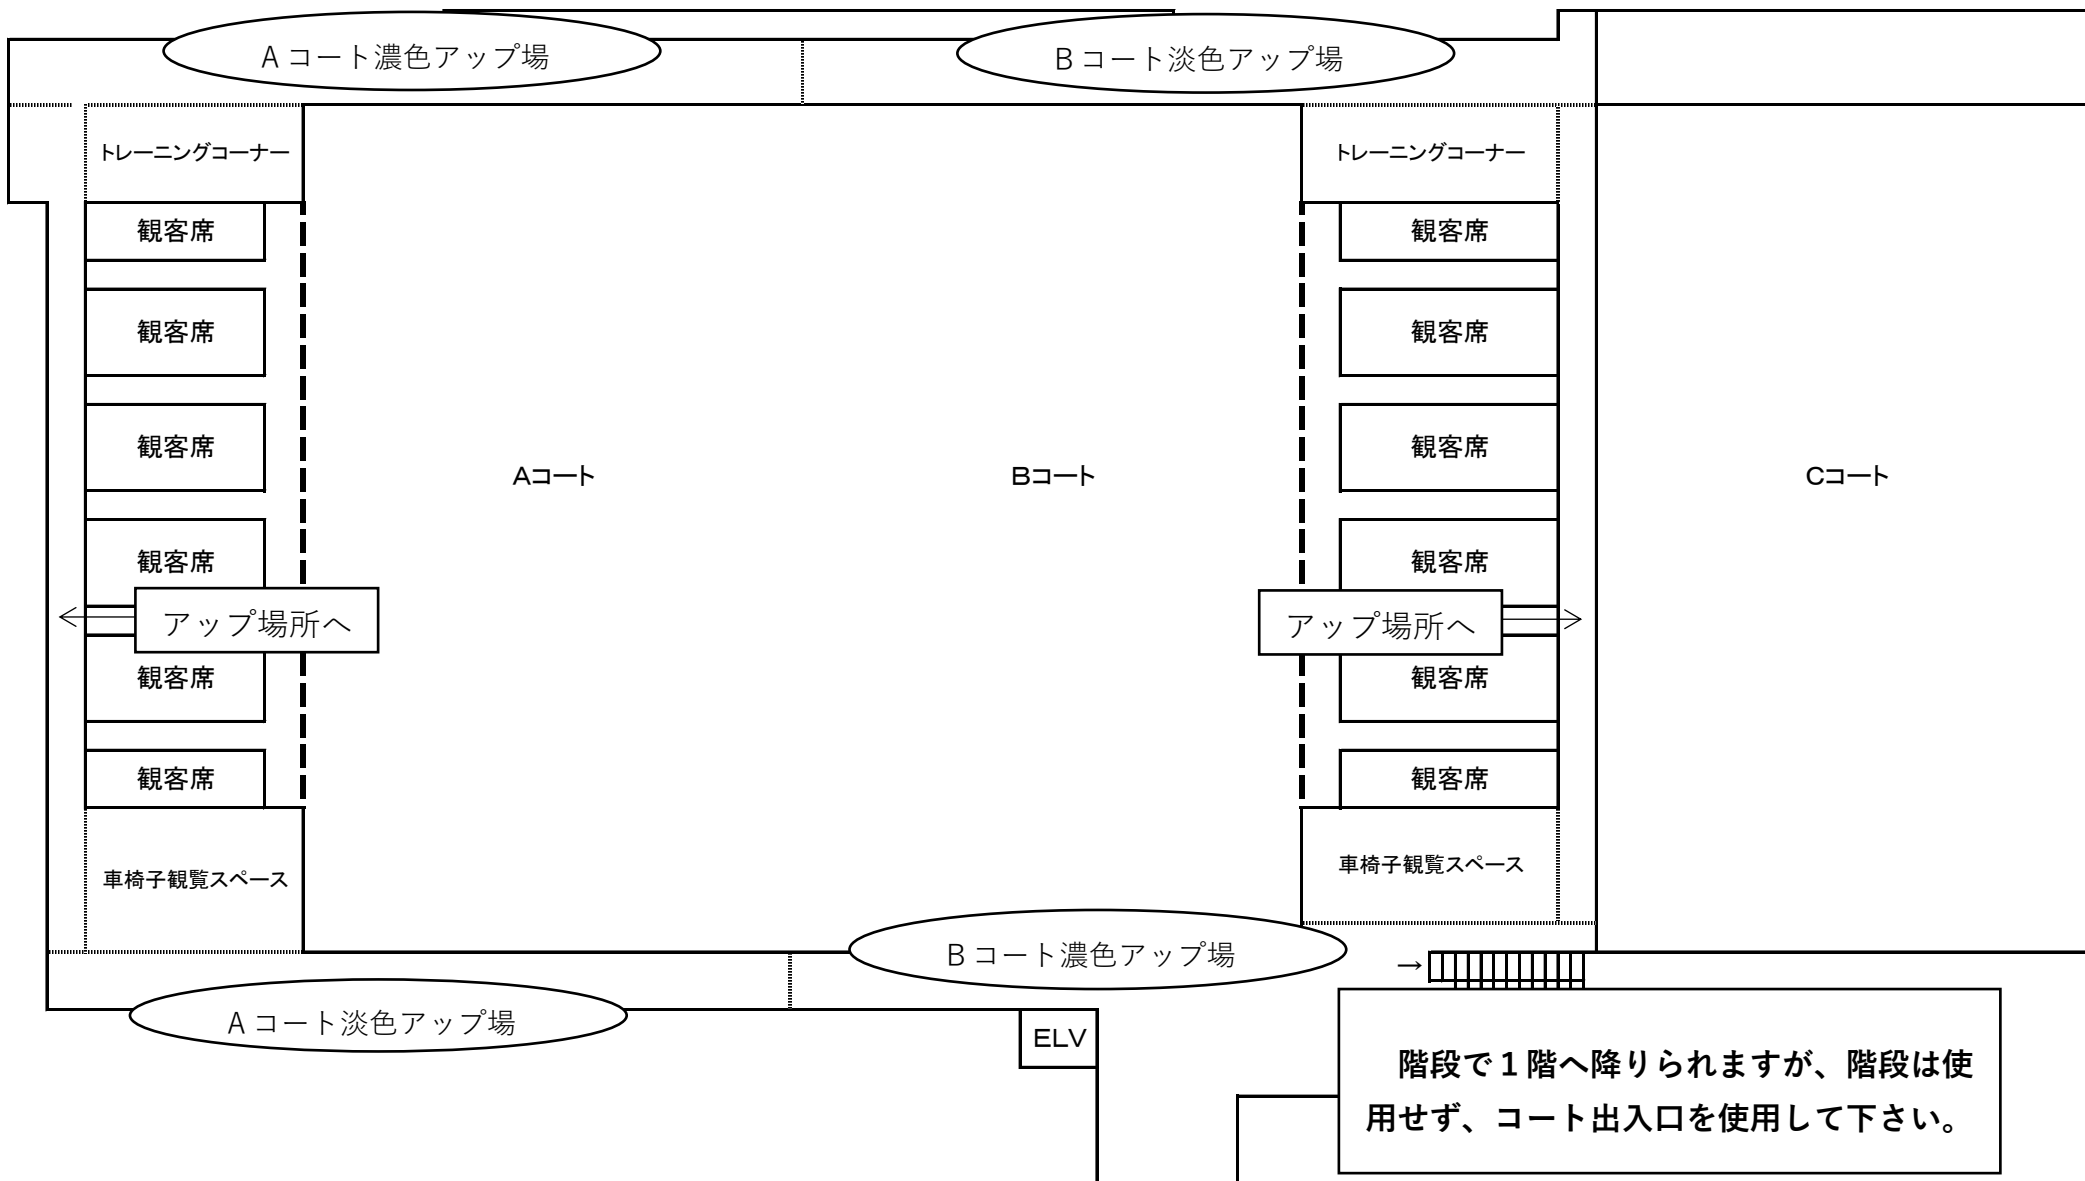 Aコート濃色アップ場
Bコート淡色アップ場
トレーニングコーナー
トレーニングコーナー
観客席
観客席
観客席
観客席
観客席
観客席
Aコート
Bコート
Cコート
観客席
観客席
アップ場所へ
アップ場所へ
観客席
観客席
観客席
観客席
車椅子観覧スペース
車椅子観覧スペース
Bコート濃色アップ場
→
Aコート淡色アップ場
ELV
階段で1階へ降りられますが、階段は使
用せず、コート出入口を使用して下さい。